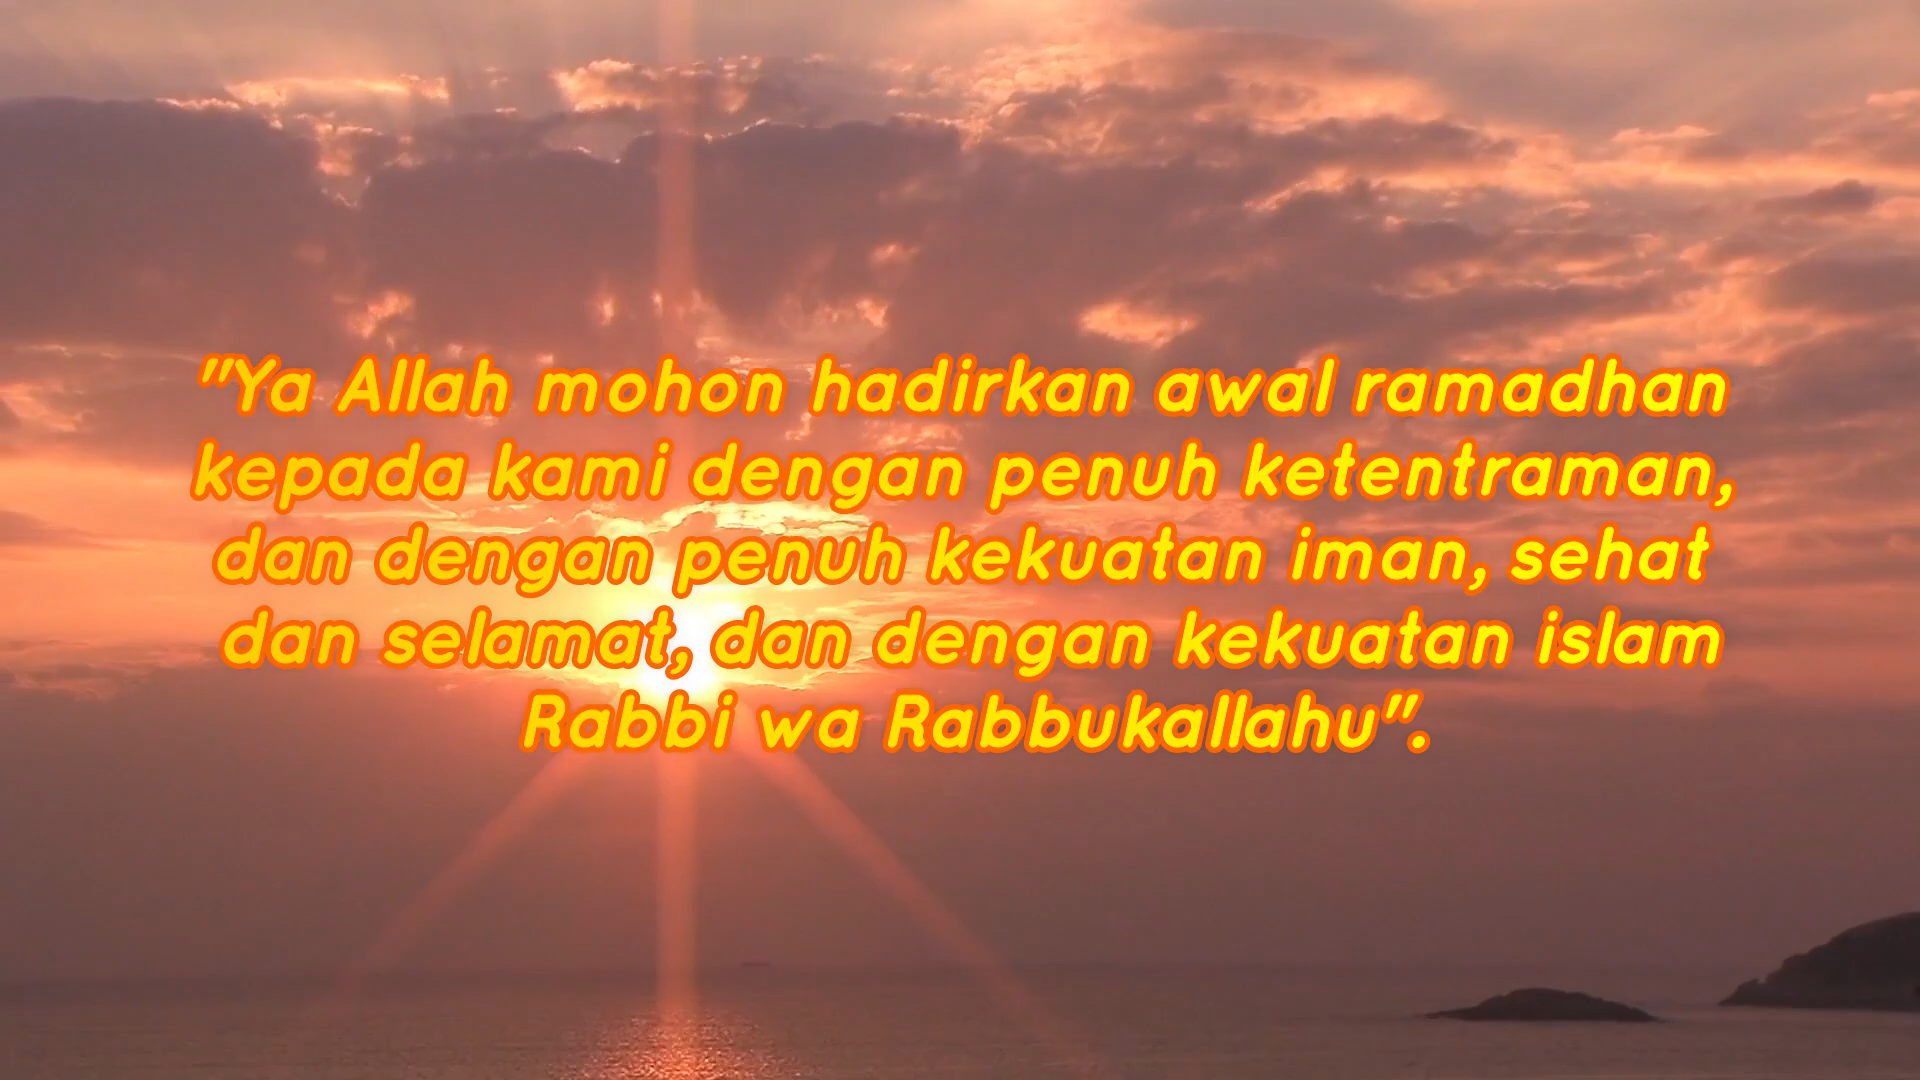 "Ya Allah mohon hadirkan awal ramadhan
kepada kami dengan penuh ketentraman,
dan dengan penuh kekuatan iman, sehat
dan selamat, dan dengan kekuatan islam
Rabbi wa Rabbukallahu".